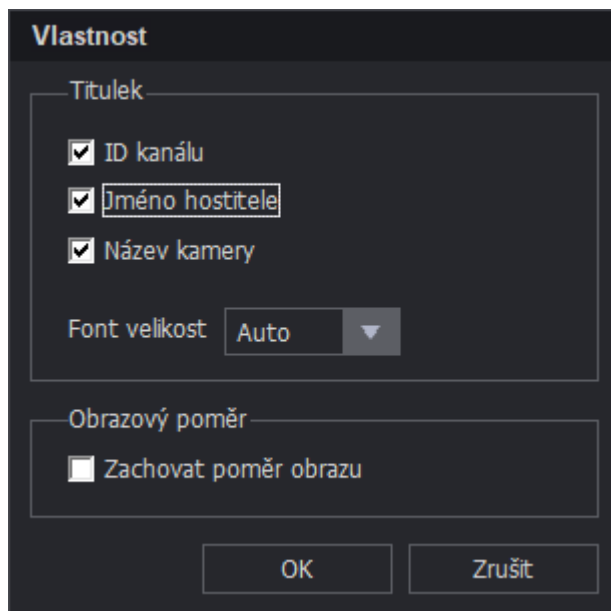 Vlastnost
Titulek
ID kanálu
Jméno hostitele
Název kamery
Font velikost Auto
Obrazový poměr
Zachovat poměr obrazu
OK Zrušit